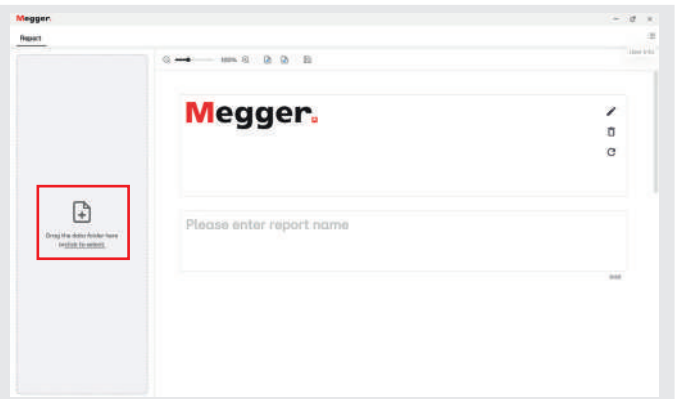 Megger.
Report
100%
Megger.
Please enter report name
Drag the data folder here
or click to select.